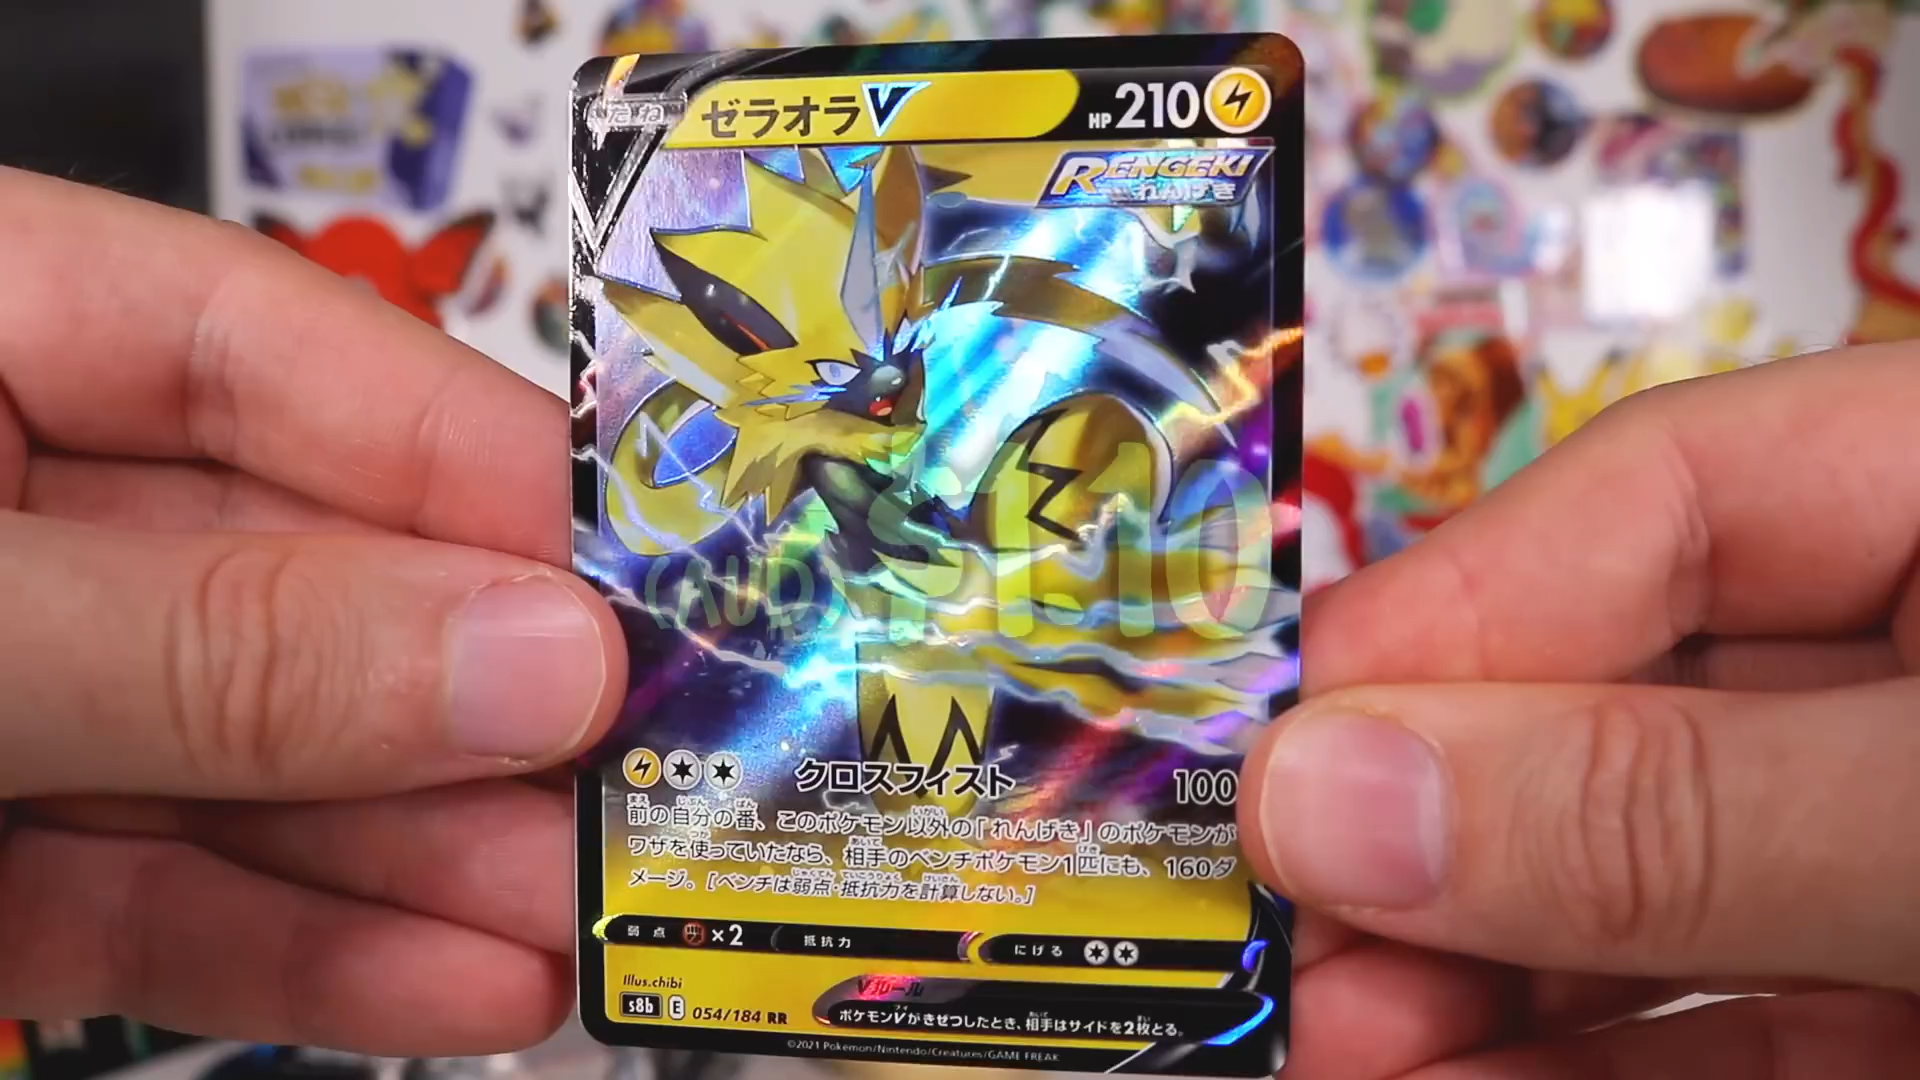 たね
ゼラオラV
HP210
RENGEKI
れんげき
(AUD) $1.10
クロスフィスト 100
前の自分の番、このポケモン以外の「れんげき」のポケモンが
ワザを使っていたなら、相手のベンチポケモン1匹にも、160ダ
メージ。[ベンチは弱点・抵抗力を計算しない。]
弱点 ×2 抵抗力 にげる
Illus.chibi
s8b E 054/184 RR
Vルール
ポケモンVがきぜつしたとき、相手はサイドを2枚とる。
©2021 Pokémon/Nintendo/Creatures/GAME FREAK